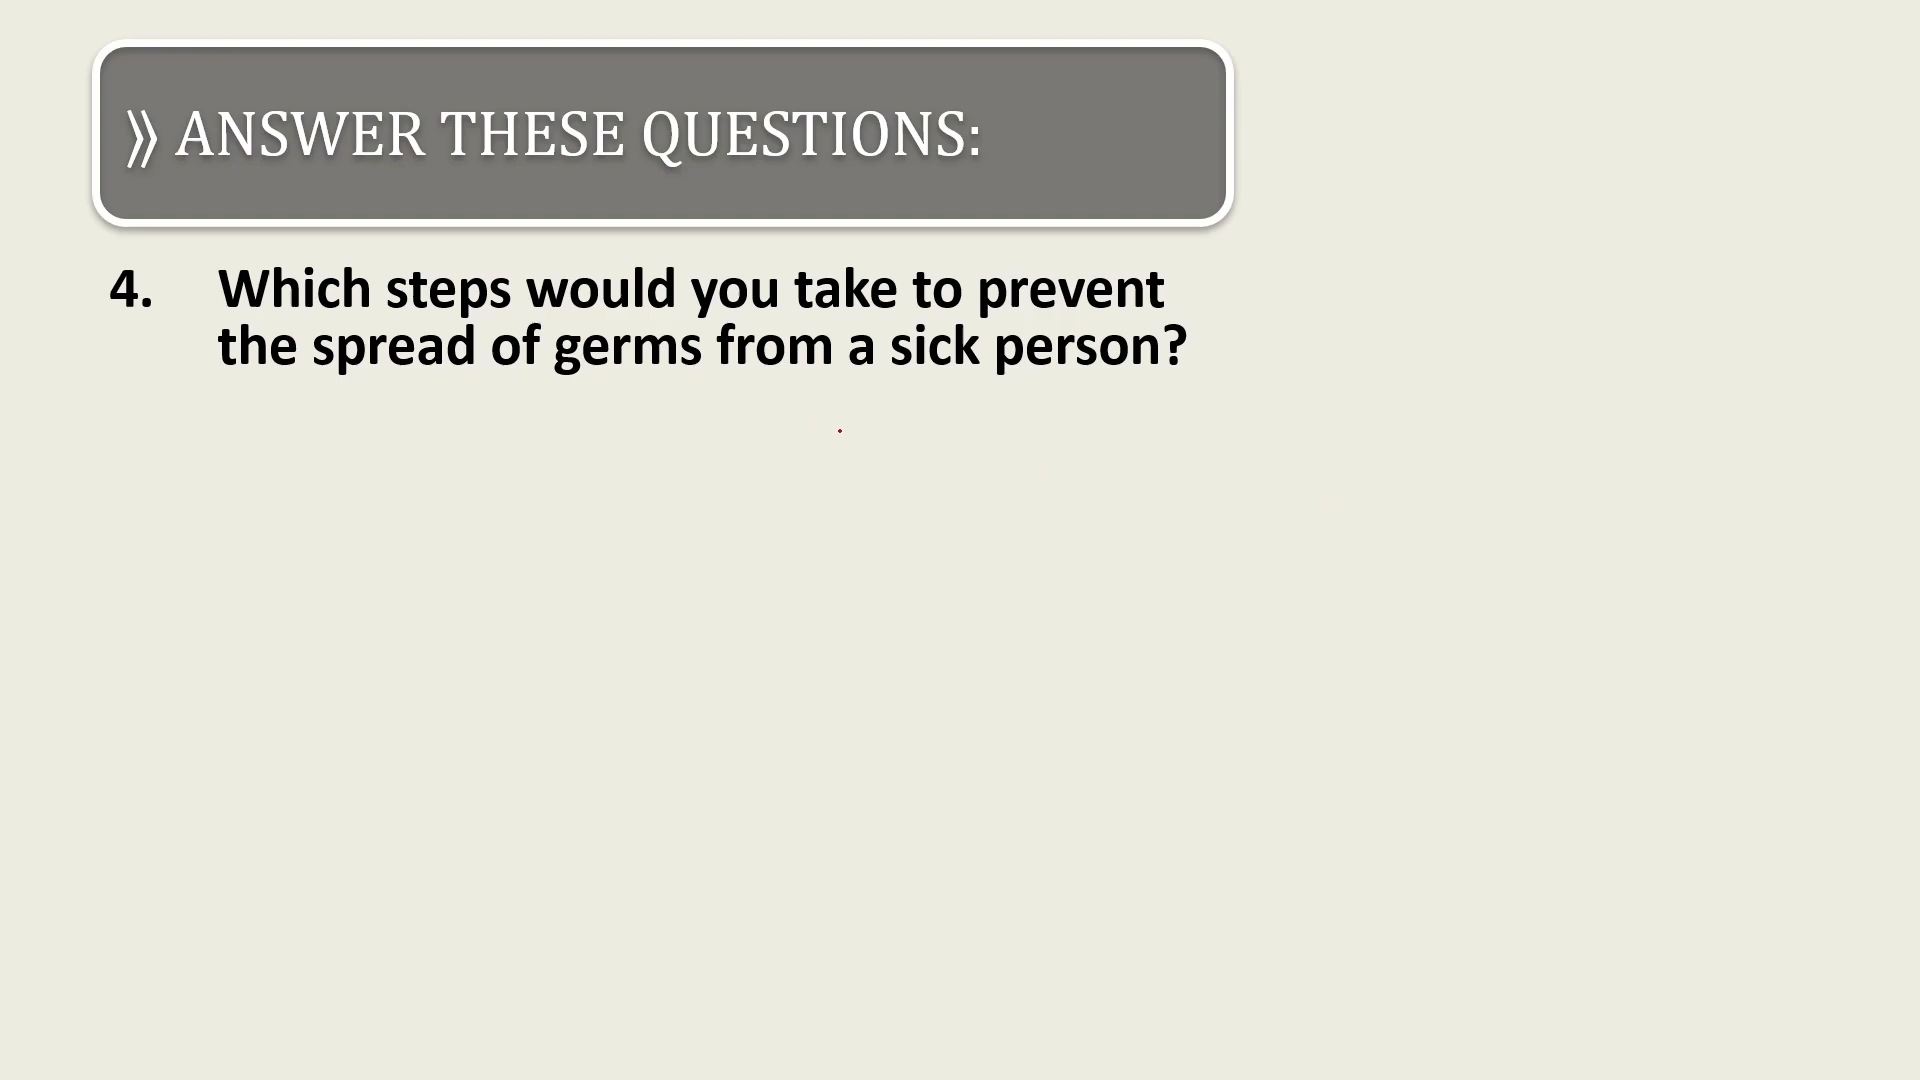 ⟫ ANSWER THESE QUESTIONS:
4. Which steps would you take to prevent
the spread of germs from a sick person?